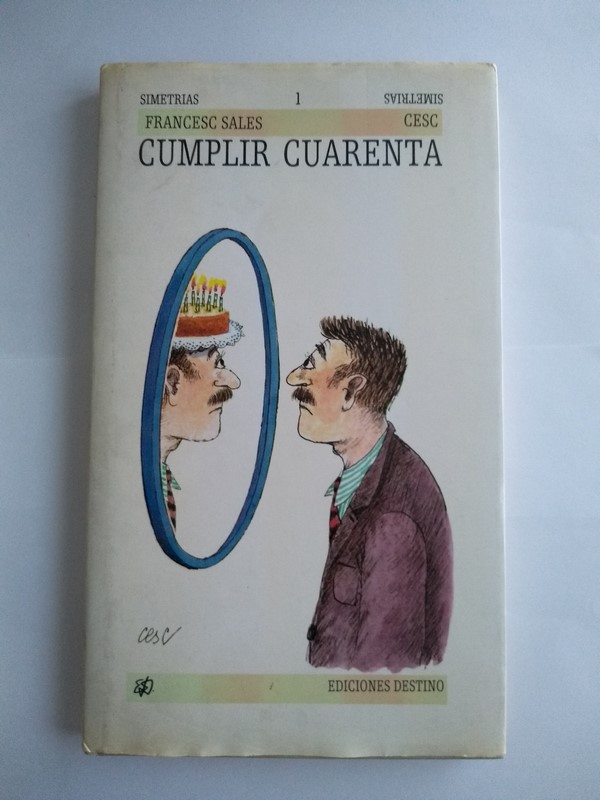 SIMETRIAS 1 SIMETRIAS
FRANCESC SALES CESC
CUMPLIR CUARENTA
cesc
EDICIONES DESTINO